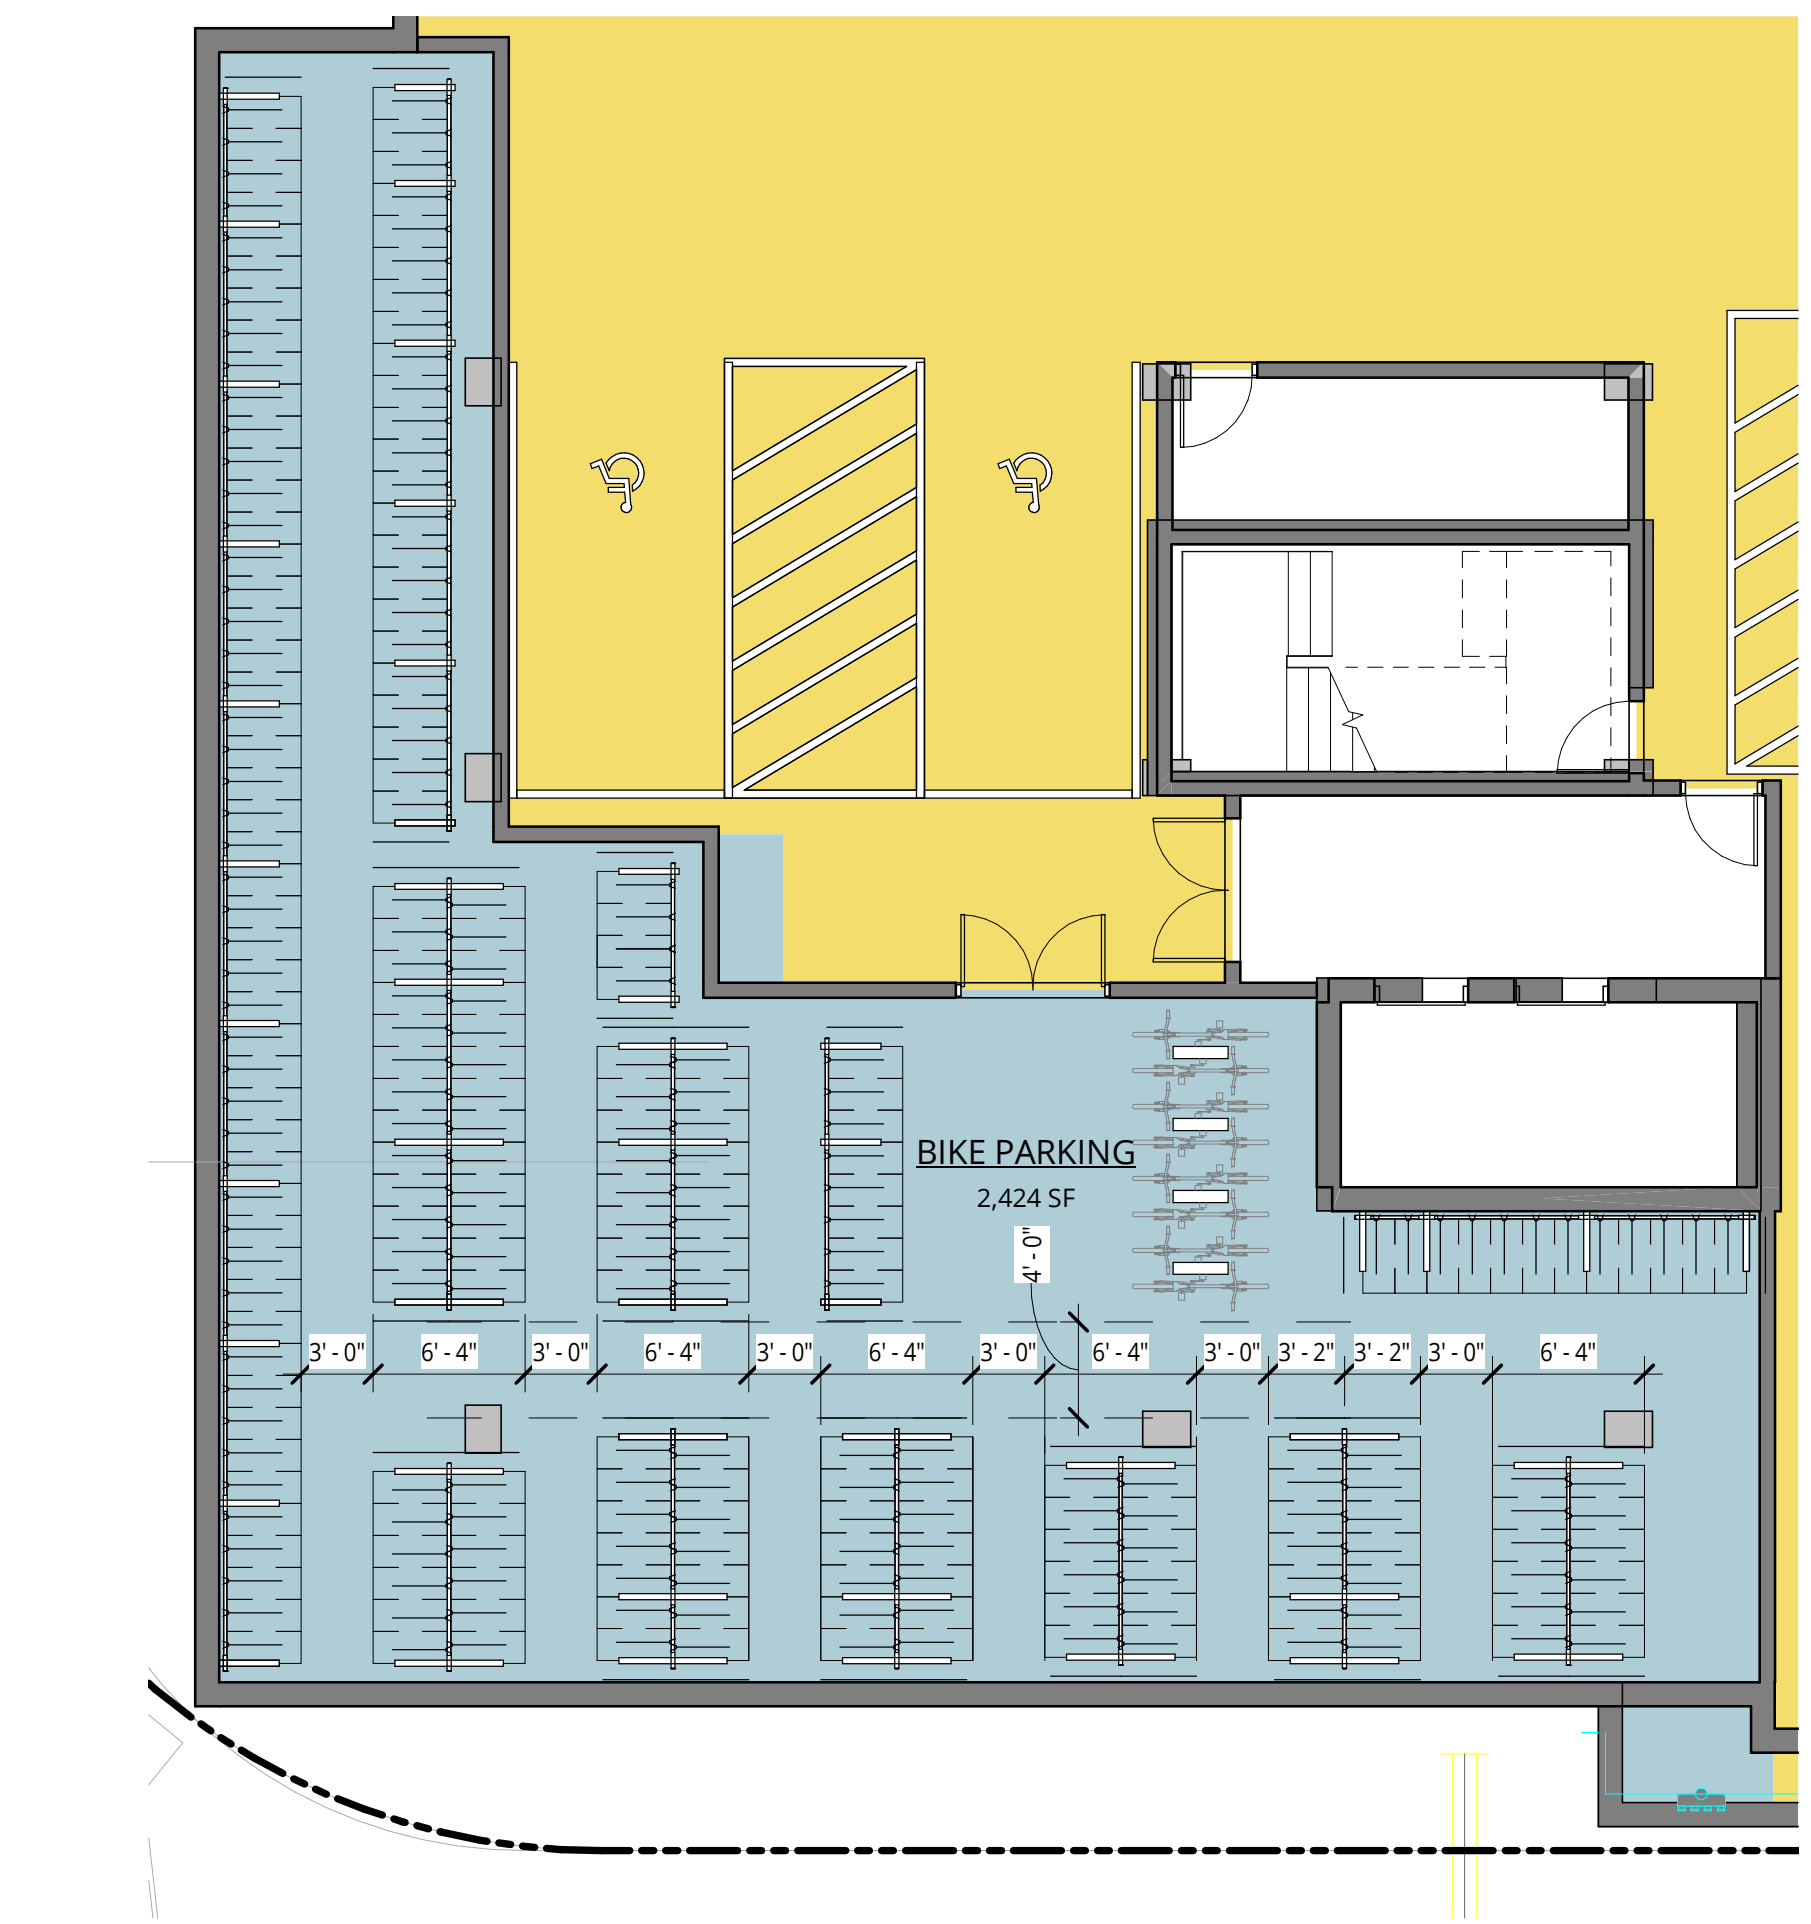 BIKE PARKING
2,424 SF
4' - 0"
3' - 0"
6' - 4"
3' - 0"
6' - 4"
3' - 0"
6' - 4"
3' - 0"
6' - 4"
3' - 0"
3' - 2"
3' - 2"
3' - 0"
6' - 4"